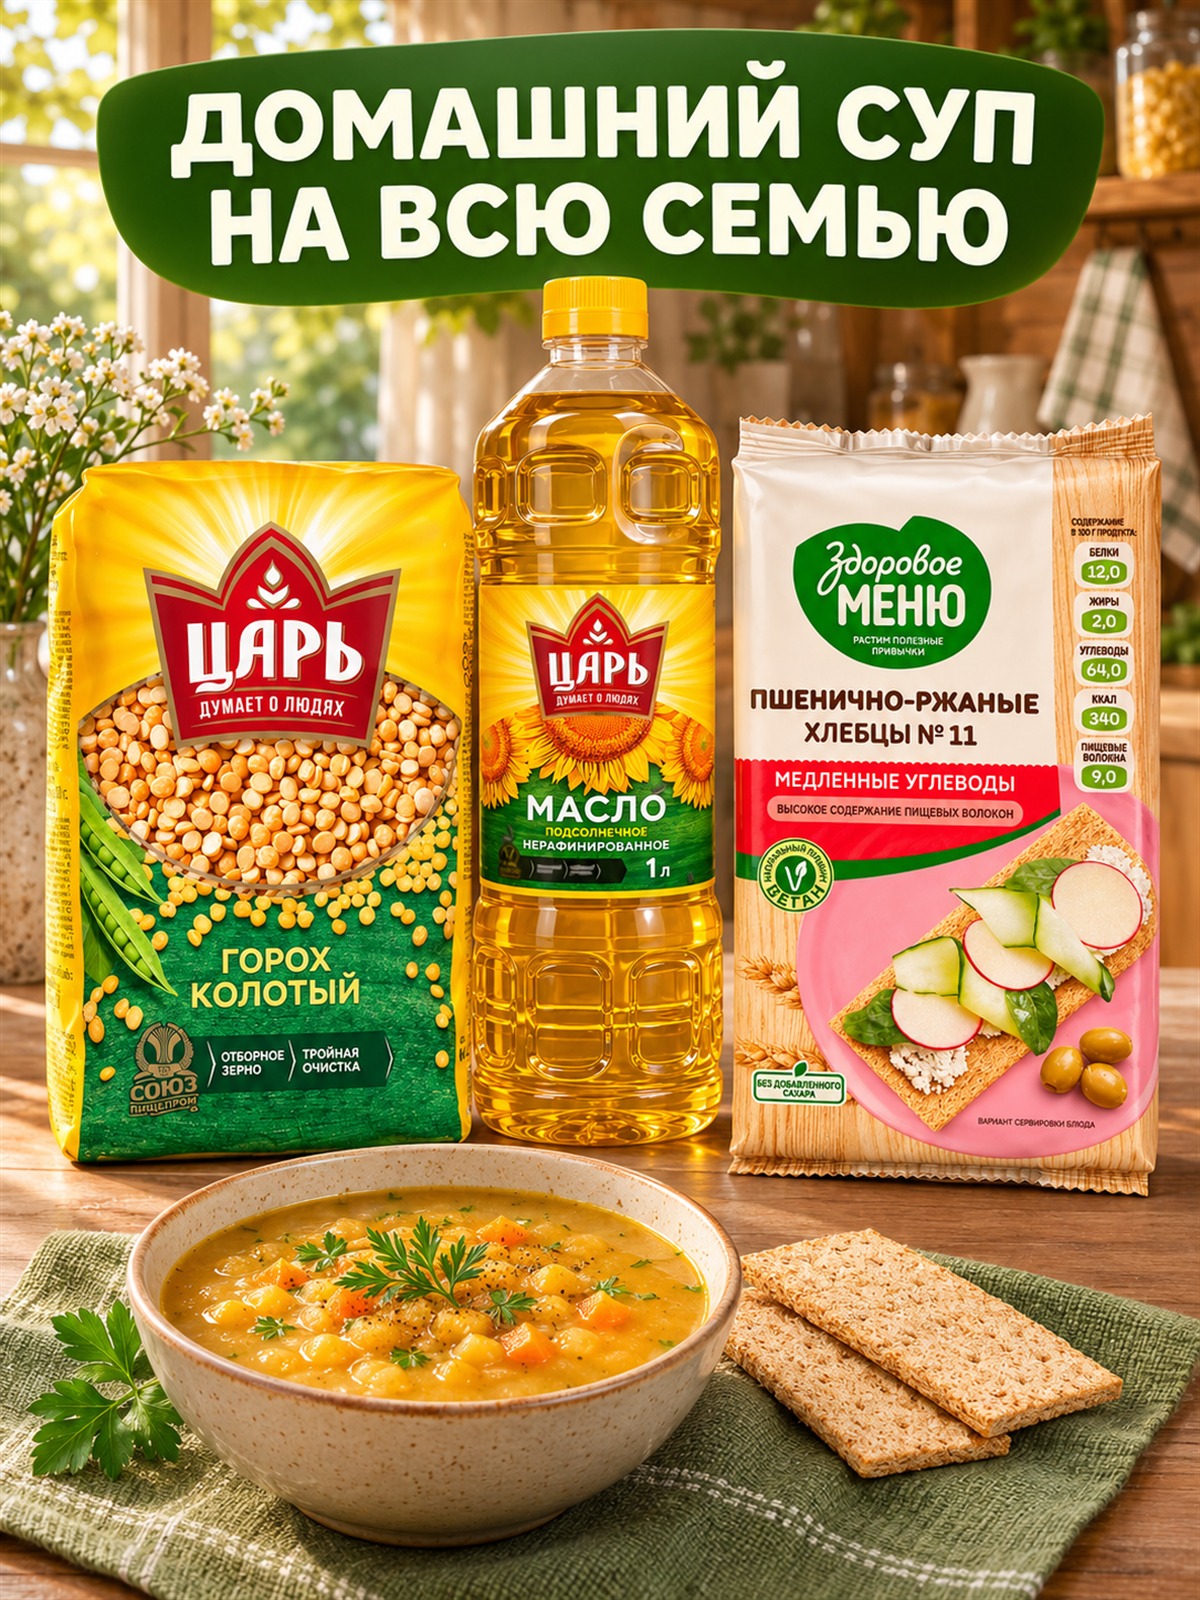 ДОМАШНИЙ СУП
НА ВСЮ СЕМЬЮ
ЦАРЬ
ДУМАЕТ О ЛЮДЯХ
ГОРОХ
КОЛОТЫЙ
СОЮЗ
ПИЩЕПРОМ
ОТБОРНОЕ
ЗЕРНО
ТРОЙНАЯ
ОЧИСТКА
ЦАРЬ
ДУМАЕТ О ЛЮДЯХ
МАСЛО
ПОДСОЛНЕЧНОЕ
НЕРАФИНИРОВАННОЕ
1 л
Здоровое
МЕНЮ
РАСТИМ ПОЛЕЗНЫЕ
ПРИВЫЧКИ
ПШЕНИЧНО-РЖАНЫЕ
ХЛЕБЦЫ № 11
МЕДЛЕННЫЕ УГЛЕВОДЫ
ВЫСОКОЕ СОДЕРЖАНИЕ ПИЩЕВЫХ ВОЛОКОН
ВЕГАН
БЕЗ ДОБАВЛЕННОГО
САХАРА
СОДЕРЖАНИЕ
В 100 Г ПРОДУКТА:
БЕЛКИ
12,0
ЖИРЫ
2,0
УГЛЕВОДЫ
64,0
ККАЛ
340
ПИЩЕВЫЕ
ВОЛОКНА
9,0
ВАРИАНТ СЕРВИРОВКИ БЛЮДА